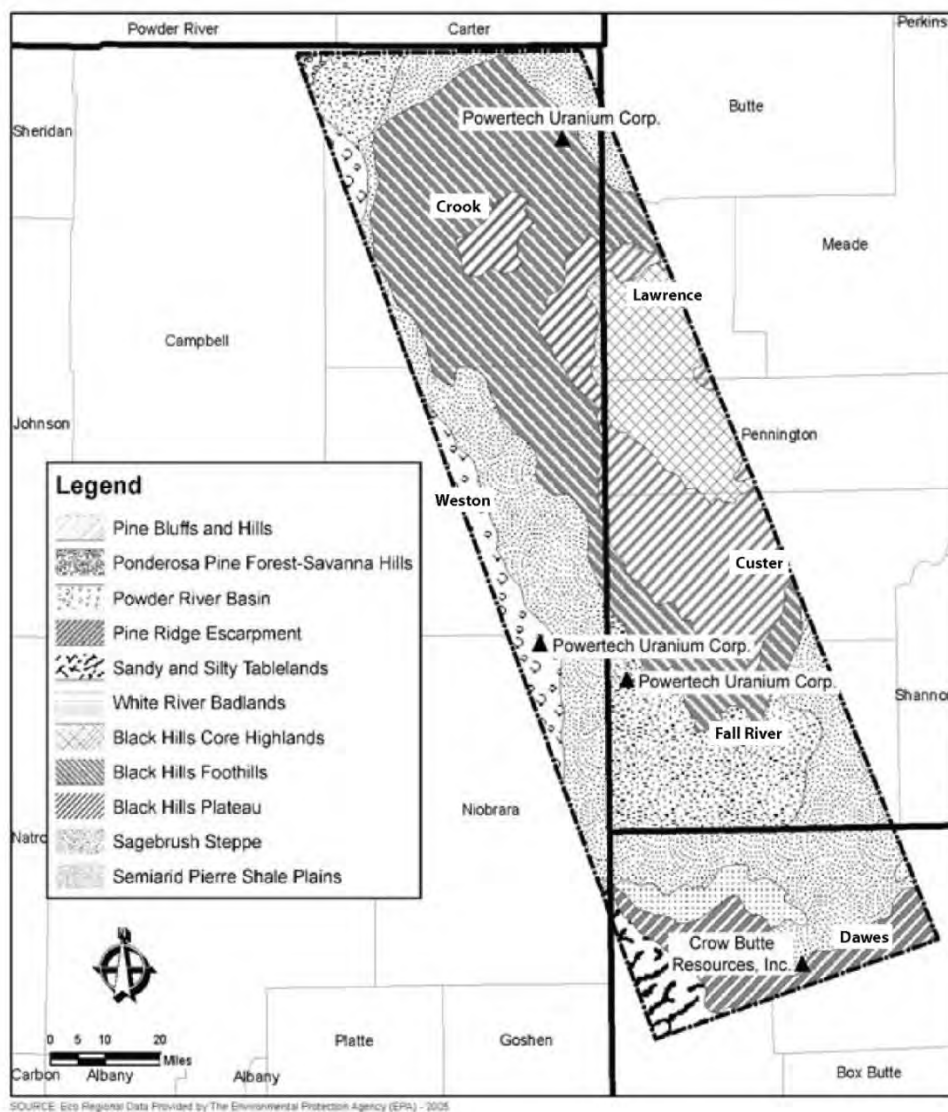 Powder River
Carter
Perkins
Sheridan
Butte
Powertech Uranium Corp.
Crook
Meade
Lawrence
Campbell
Johnson
Pennington
Legend
Pine Bluffs and Hills
Ponderosa Pine Forest-Savanna Hills
Powder River Basin
Pine Ridge Escarpment
Sandy and Silty Tablelands
White River Badlands
Black Hills Core Highlands
Black Hills Foothills
Black Hills Plateau
Sagebrush Steppe
Semiarid Pierre Shale Plains
Weston
Custer
Powertech Uranium Corp.
Powertech Uranium Corp.
Shanno
Fall River
Niobrara
Natro
Dawes
Crow Butte
Resources, Inc.
N
0 5 10 20
Miles
Platte
Goshen
Carbon
Albany
Albany
Box Butte
SOURCE: Eco Regional Data Provided by The Environmental Protection Agency (EPA) - 2005